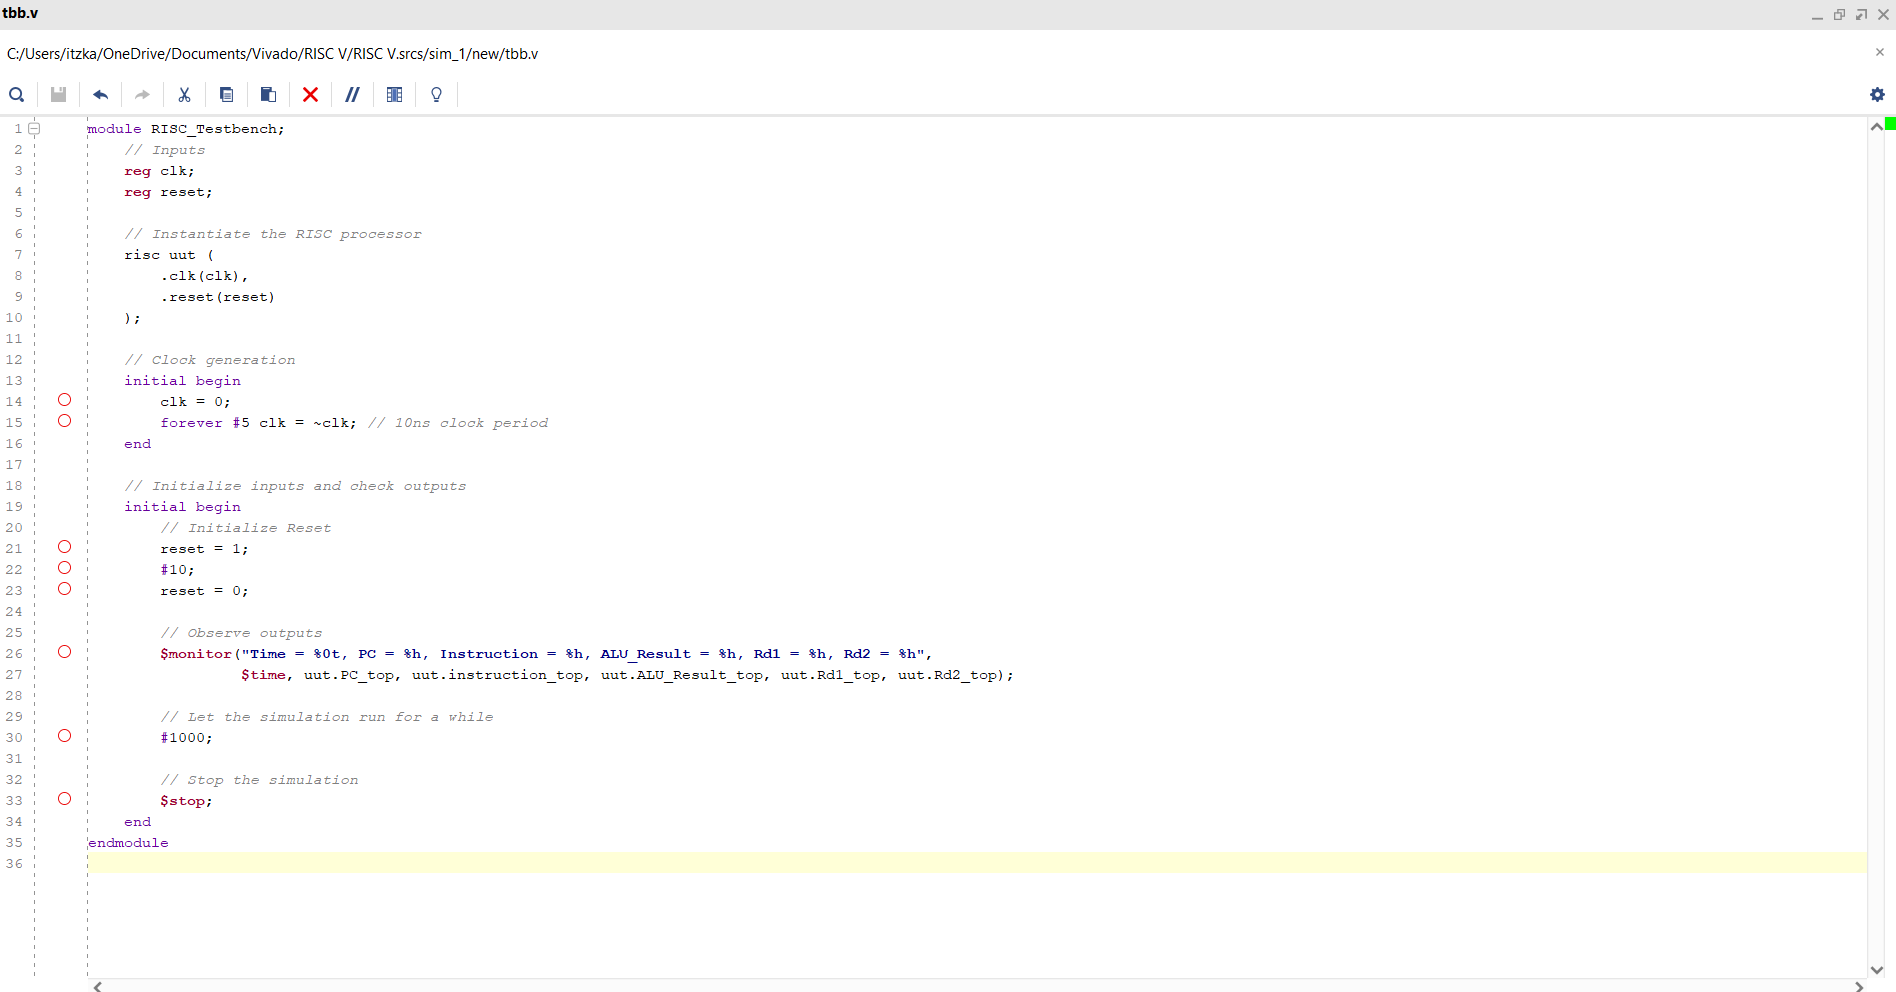 tbb.v
C:/Users/itzka/OneDrive/Documents/Vivado/RISC V/RISC V.srcs/sim_1/new/tbb.v
1 module RISC_Testbench;
2     // Inputs
3     reg clk;
4     reg reset;
5
6     // Instantiate the RISC processor
7     risc uut (
8         .clk(clk),
9         .reset(reset)
10     );
11
12     // Clock generation
13     initial begin
14         clk = 0;
15         forever #5 clk = ~clk; // 10ns clock period
16     end
17
18     // Initialize inputs and check outputs
19     initial begin
20         // Initialize Reset
21         reset = 1;
22         #10;
23         reset = 0;
24
25         // Observe outputs
26         $monitor("Time = %0t, PC = %h, Instruction = %h, ALU_Result = %h, Rd1 = %h, Rd2 = %h",
27                  $time, uut.PC_top, uut.instruction_top, uut.ALU_Result_top, uut.Rd1_top, uut.Rd2_top);
28
29         // Let the simulation run for a while
30         #1000;
31
32         // Stop the simulation
33         $stop;
34     end
35 endmodule
36